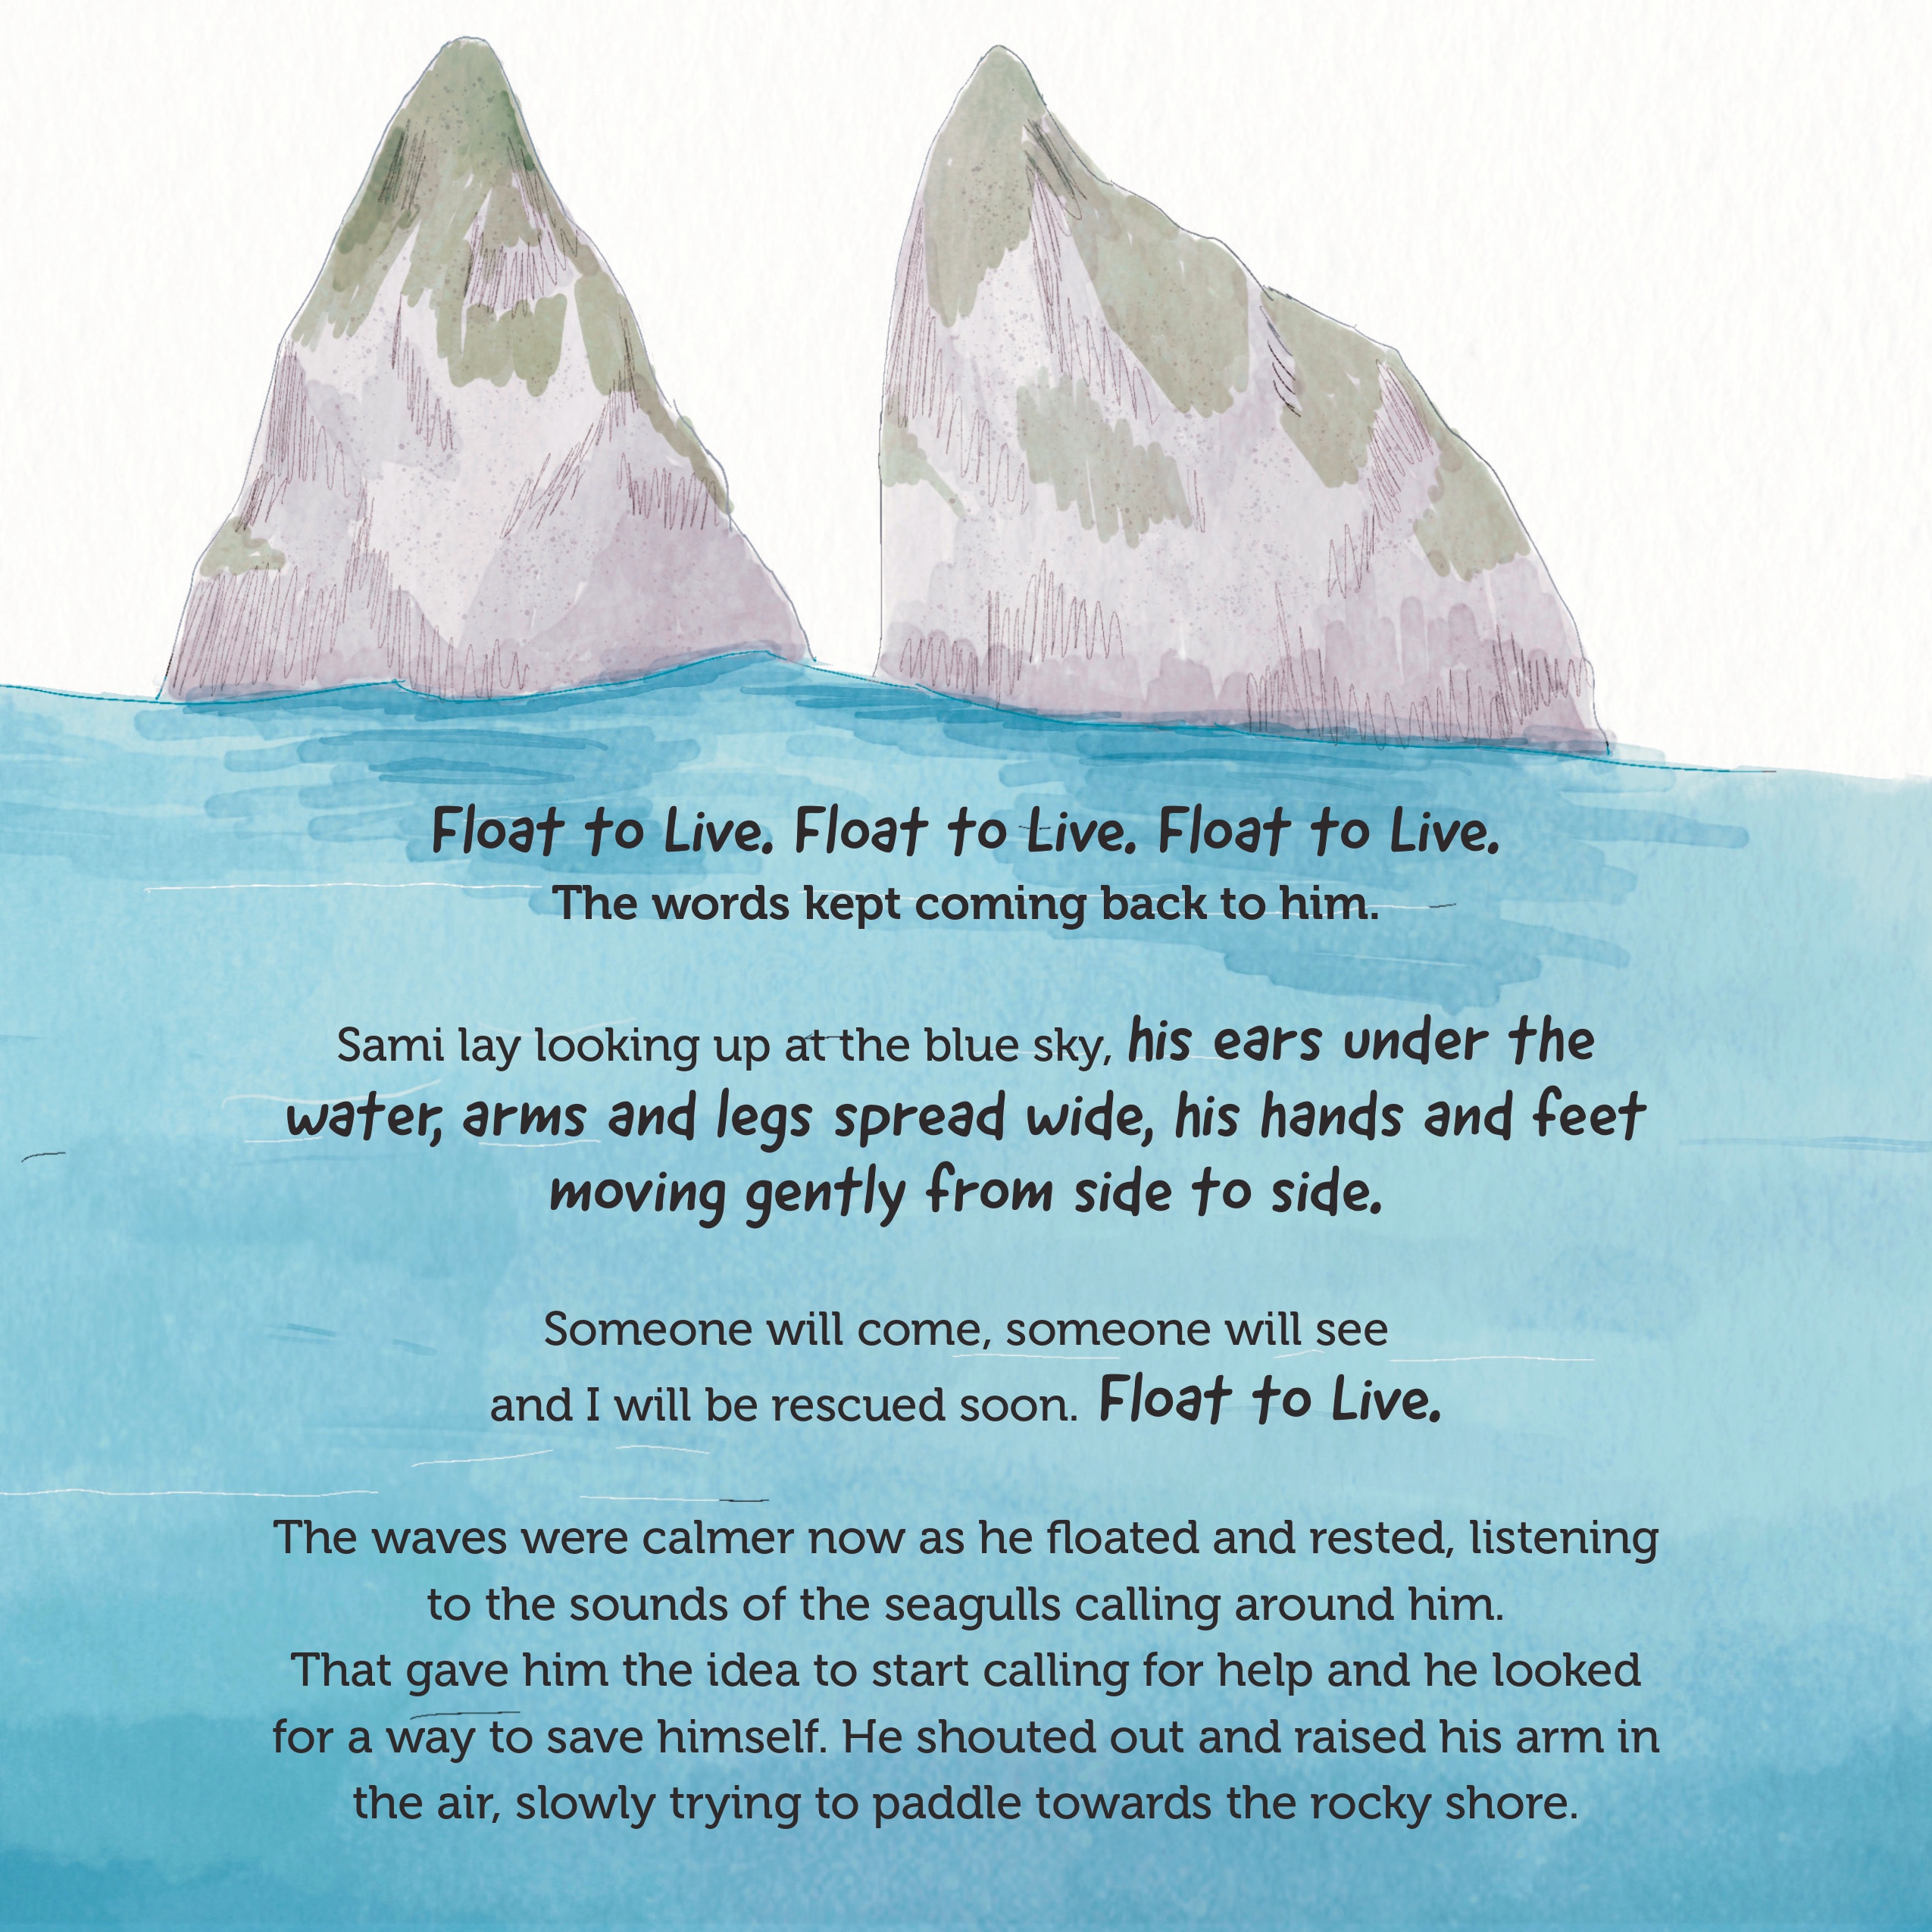 Float to Live. Float to Live. Float to Live.
The words kept coming back to him.
Sami lay looking up at the blue sky, his ears under the
water, arms and legs spread wide, his hands and feet
moving gently from side to side.
Someone will come, someone will see
and I will be rescued soon. Float to Live.
The waves were calmer now as he floated and rested, listening
to the sounds of the seagulls calling around him.
That gave him the idea to start calling for help and he looked
for a way to save himself. He shouted out and raised his arm in
the air, slowly trying to paddle towards the rocky shore.